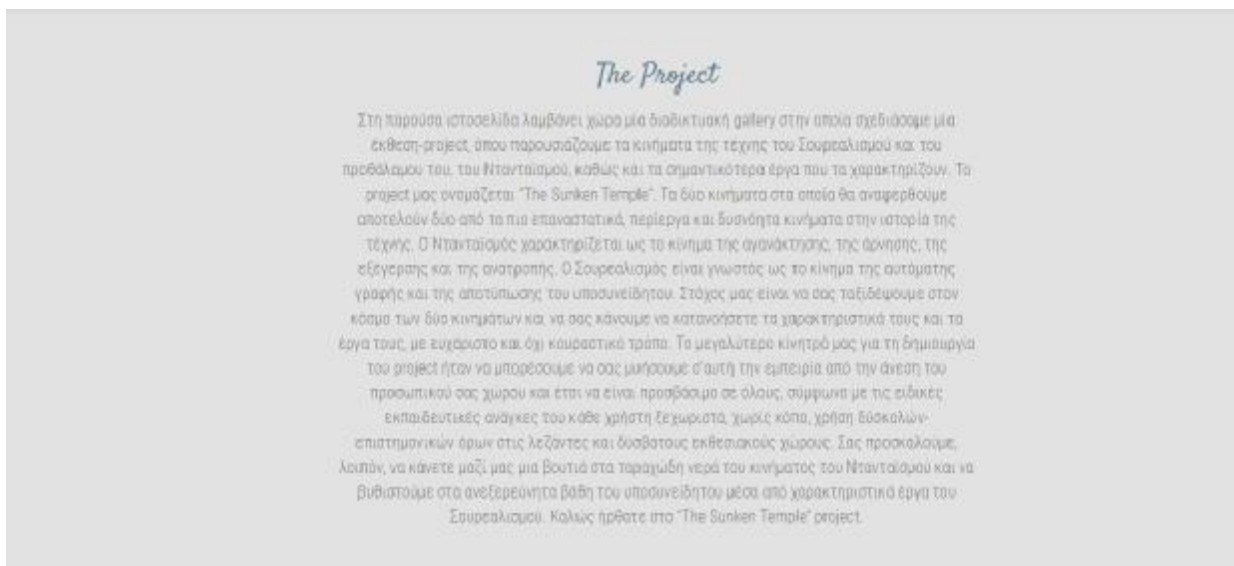 The Project
Στη παρούσα ιστοσελίδα λαμβάνει χώρα μία διαδικτυακή gallery στην οποία σχεδιάσαμε μία
έκθεση-project, όπου παρουσιάζουμε τα κινήματα της τέχνης του Σουρεαλισμού και του
προθάλαμου του, του Ντανταϊσμού, καθώς και τα σημαντικότερα έργα που τα χαρακτηρίζουν. Το
project μας ονομάζεται "The Sunken Temple". Τα δύο κινήματα στα οποία θα αναφερθούμε
αποτελούν δύο από τα πιο επαναστατικά, περίεργα και δυσνόητα κινήματα στην ιστορία της
τέχνης. Ο Ντανταϊσμός χαρακτηρίζεται ως το κίνημα της αγανάκτησης, της άρνησης, της
εξέγερσης και της ανατροπής. Ο Σουρεαλισμός είναι γνωστός ως το κίνημα της αυτόματης
γραφής και της αποτύπωσης του υποσυνείδητου. Στόχος μας είναι να σας ταξιδέψουμε στον
κόσμο των δύο κινημάτων και να σας κάνουμε να κατανοήσετε τα χαρακτηριστικά τους και τα
έργα τους, με ευχάριστο και όχι κουραστικό τρόπο. Το μεγαλύτερο κίνητρό μας για τη δημιουργία
του project ήταν να μπορέσουμε να σας μυήσουμε σ'αυτή την εμπειρία από την άνεση του
προσωπικού σας χώρου και έτσι να είναι προσβάσιμο σε όλους, σύμφωνα με τις ειδικές
εκπαιδευτικές ανάγκες του κάθε χρήστη ξεχωριστά, χωρίς κόπο, χρήση δύσκολων-
επιστημονικών όρων στις λεζάντες και δύσβατους εκθεσιακούς χώρους. Σας προσκαλούμε,
λοιπόν, να κάνετε μαζί μας μια βουτιά στα ταραχώδη νερά του κινήματος του Ντανταϊσμού και να
βυθιστούμε στα ανεξερεύνητα βάθη του υποσυνείδητου μέσα από χαρακτηριστικά έργα του
Σουρεαλισμού. Καλώς ήρθατε στο "The Sunken Temple" project.